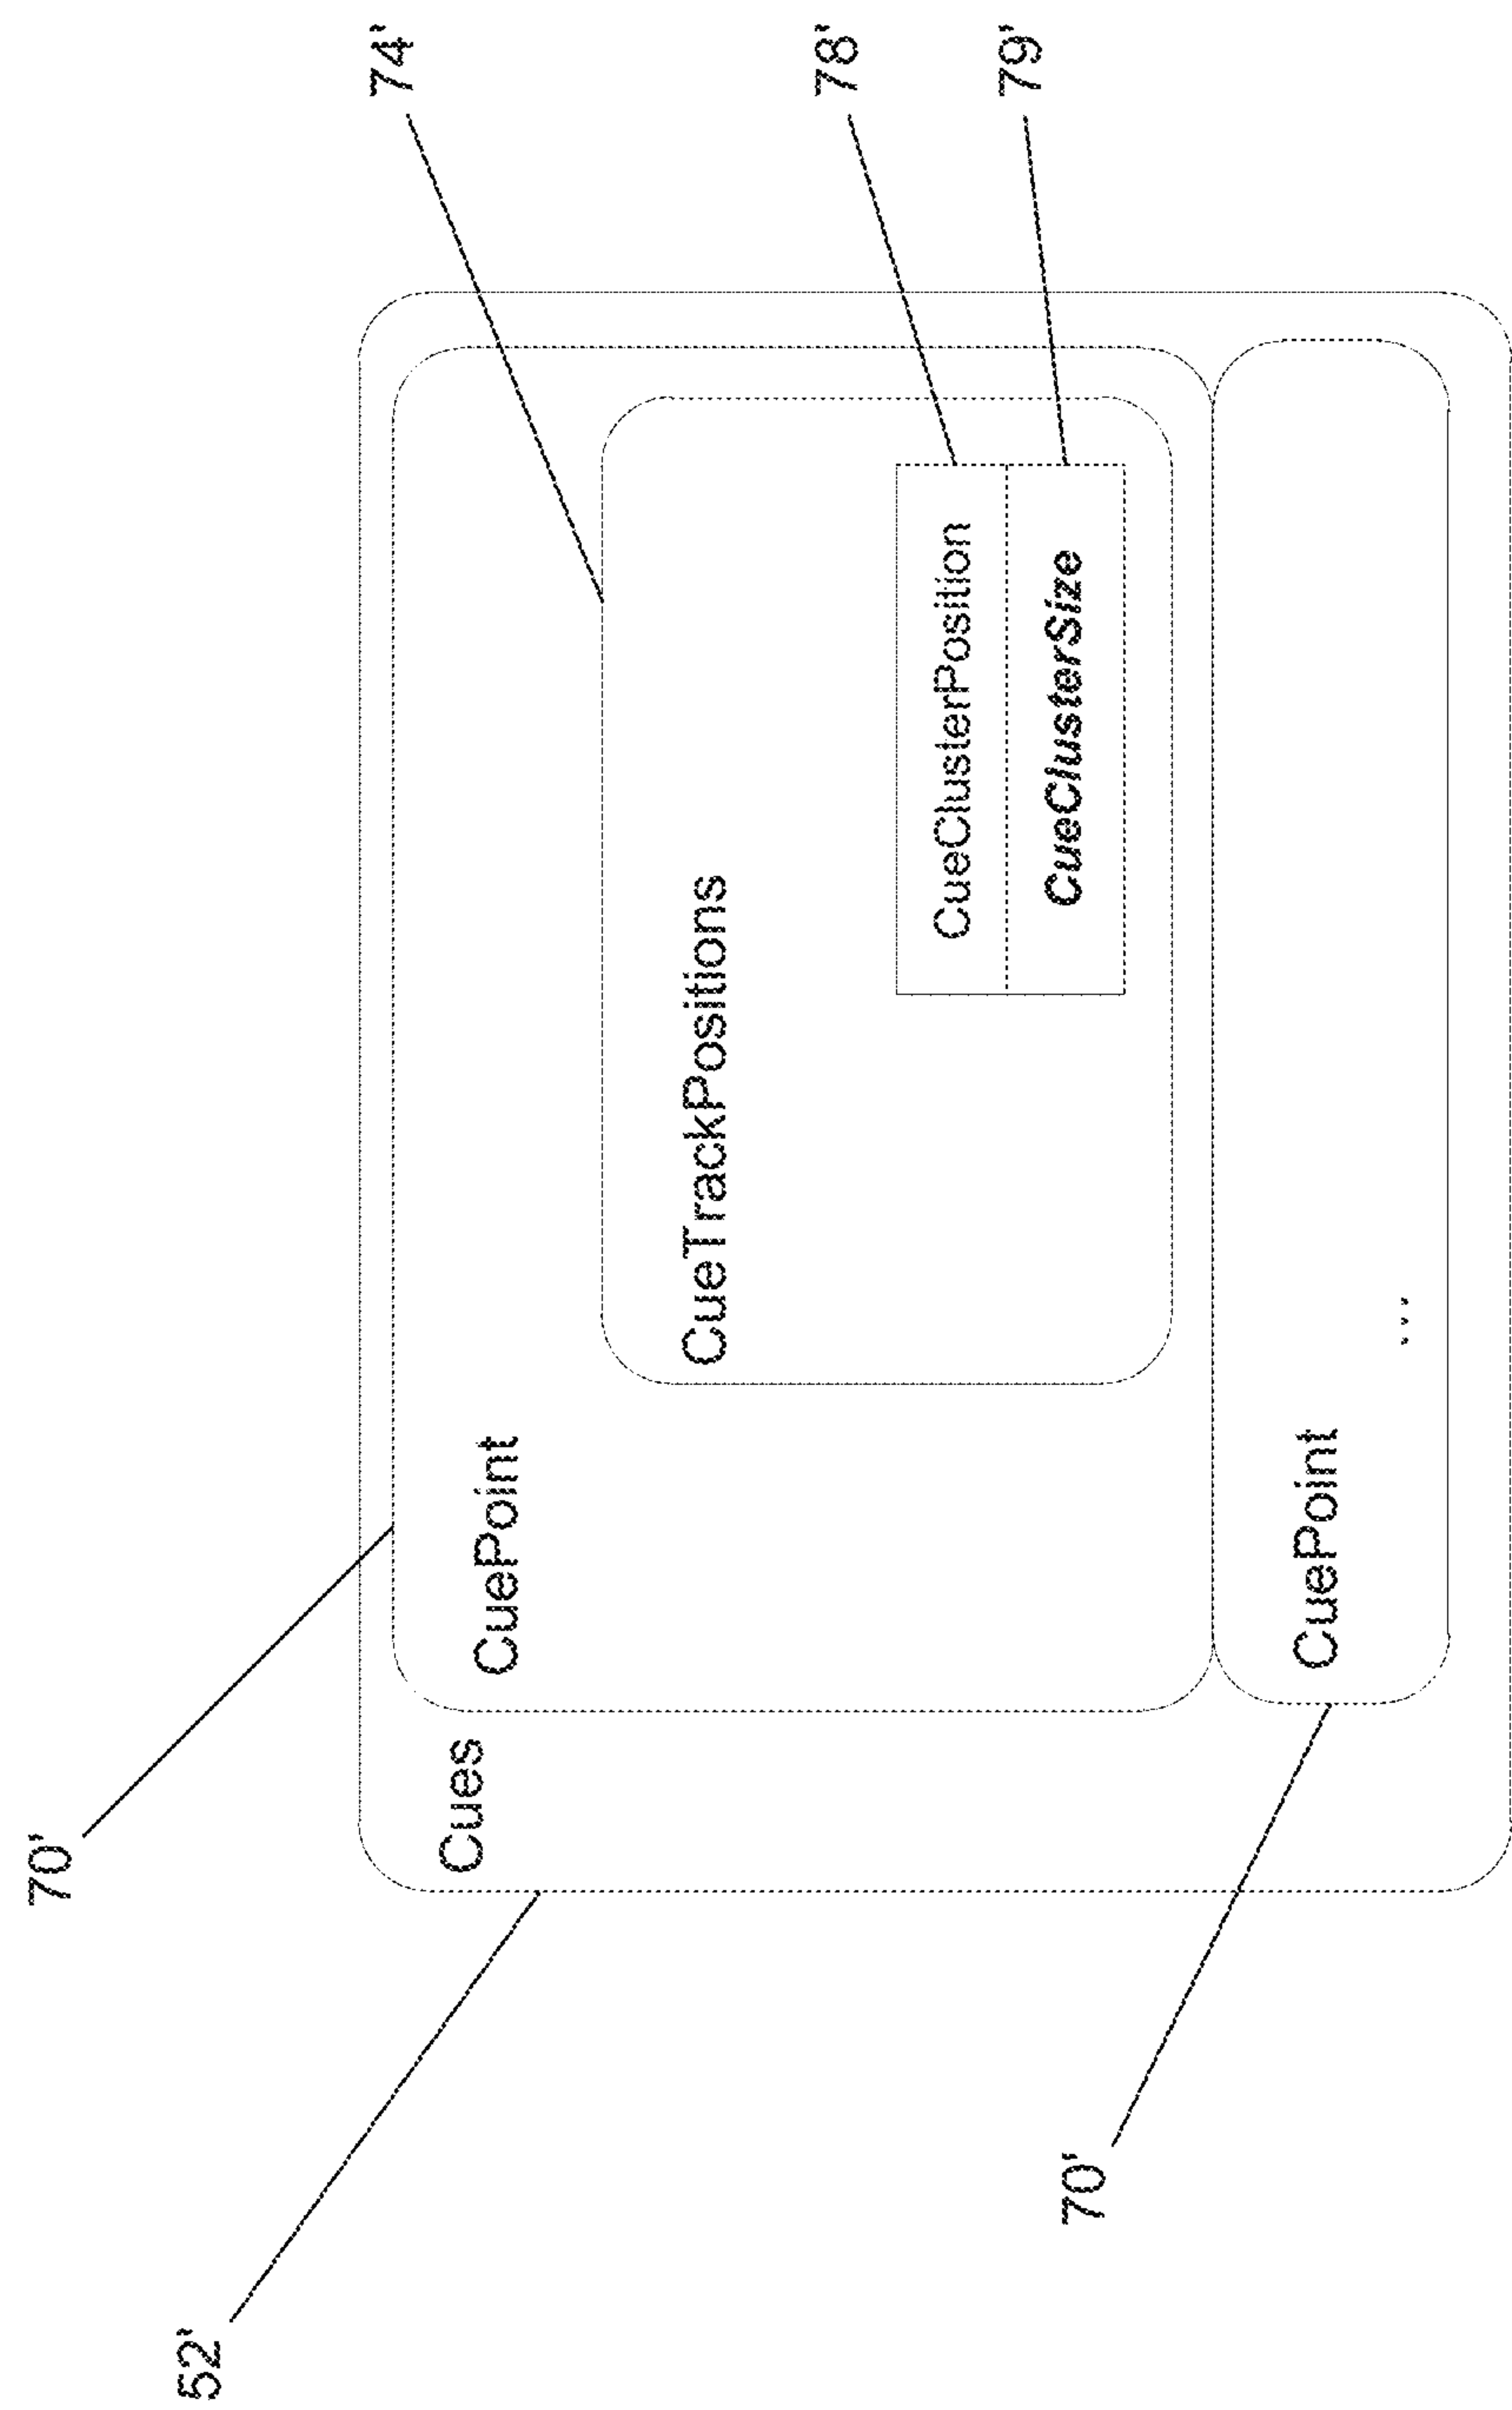 70'
74'
52'
Cues
CuePoint
CueTrackPositions
78'
CueClusterPosition
79'
CueClusterSize
CuePoint
...
70'